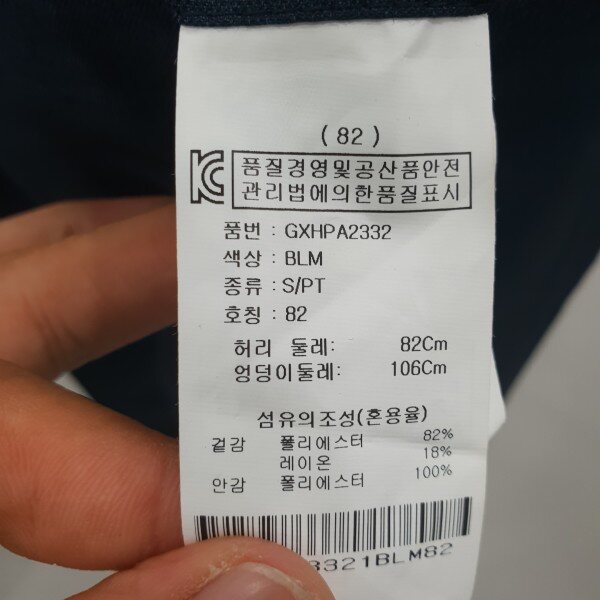 ( 82 )
품질경영및공산품안전
관리법에의한품질표시
품번 : GXHPA2332
색상 : BLM
종류 : S/PT
호칭 : 82
허리 둘레: 82Cm
엉덩이둘레: 106Cm
섬유의조성(혼용율)
겉감 폴리에스터 82%
레이온 18%
안감 폴리에스터 100%
3321BLM82